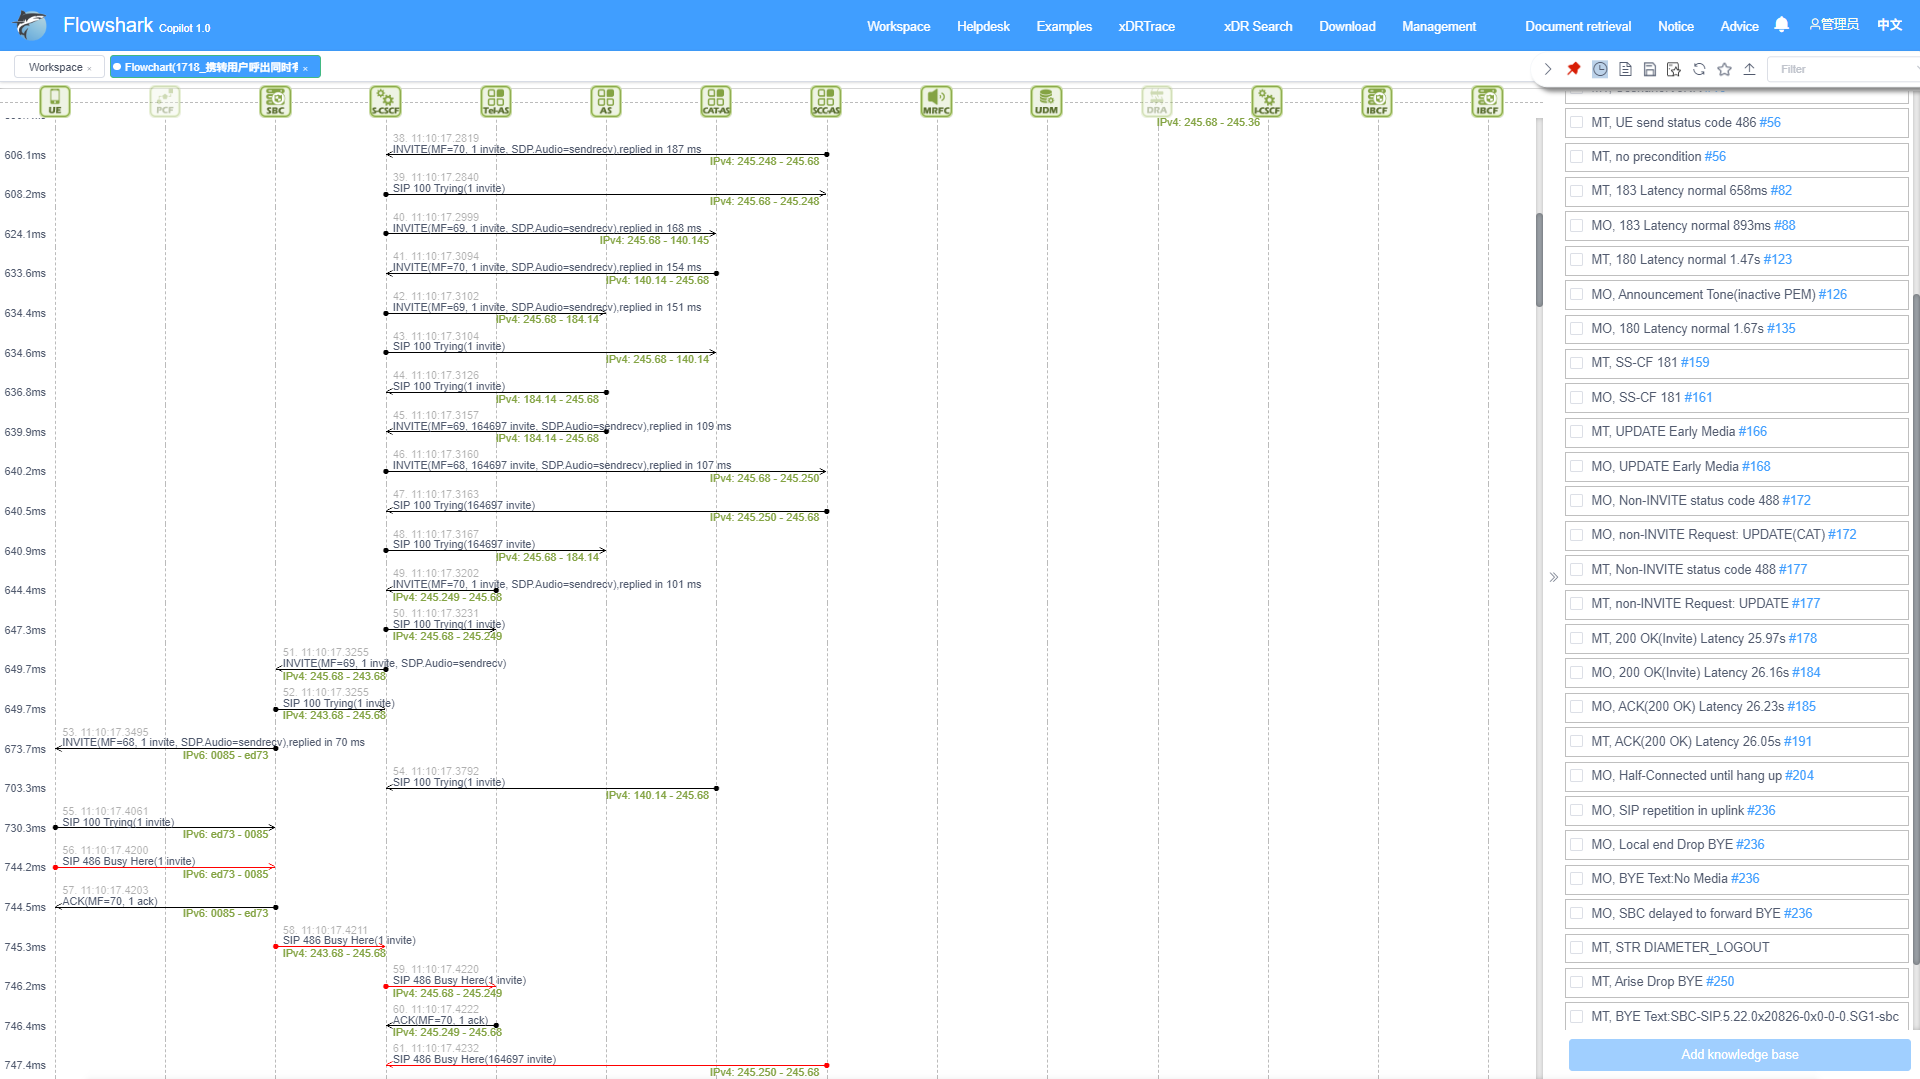 Flowshark Copilot 1.0
Workspace Helpdesk Examples xDRTrace xDR Search Download Management Document retrieval Notice Advice 管理员 中文
Workspace × Flowchart(1718_携转用户呼出同时有 ×
Filter
UE PCF SBC S-CSCF Tel-AS AS CAT-AS SCC-AS MRFC UDM DRA I-CSCF IBCF IBCF
IPv4: 245.68 - 245.36
38. 11:10:17.2819
606.1ms INVITE(MF=70, 1 invite, SDP.Audio=sendrecv),replied in 187 ms
IPv4: 245.248 - 245.68
39. 11:10:17.2840
608.2ms SIP 100 Trying(1 invite)
IPv4: 245.68 - 245.248
40. 11:10:17.2999
624.1ms INVITE(MF=69, 1 invite, SDP.Audio=sendrecv),replied in 168 ms
IPv4: 245.68 - 140.145
41. 11:10:17.3094
633.6ms INVITE(MF=70, 1 invite, SDP.Audio=sendrecv),replied in 154 ms
IPv4: 140.14 - 245.68
42. 11:10:17.3102
634.4ms INVITE(MF=69, 1 invite, SDP.Audio=sendrecv),replied in 151 ms
IPv4: 245.68 - 184.14
43. 11:10:17.3104
634.6ms SIP 100 Trying(1 invite)
IPv4: 245.68 - 140.14
44. 11:10:17.3126
636.8ms SIP 100 Trying(1 invite)
IPv4: 184.14 - 245.68
45. 11:10:17.3157
639.9ms INVITE(MF=69, 164697 invite, SDP.Audio=sendrecv),replied in 109 ms
IPv4: 184.14 - 245.68
46. 11:10:17.3160
640.2ms INVITE(MF=68, 164697 invite, SDP.Audio=sendrecv),replied in 107 ms
IPv4: 245.68 - 245.250
47. 11:10:17.3163
640.5ms SIP 100 Trying(164697 invite)
IPv4: 245.250 - 245.68
48. 11:10:17.3167
640.9ms SIP 100 Trying(164697 invite)
IPv4: 245.68 - 184.14
49. 11:10:17.3202
644.4ms INVITE(MF=70, 1 invite, SDP.Audio=sendrecv),replied in 101 ms
IPv4: 245.249 - 245.68
50. 11:10:17.3231
647.3ms SIP 100 Trying(1 invite)
IPv4: 245.68 - 245.249
51. 11:10:17.3255
649.7ms INVITE(MF=69, 1 invite, SDP.Audio=sendrecv)
IPv4: 245.68 - 243.68
52. 11:10:17.3255
649.7ms SIP 100 Trying(1 invite)
IPv4: 243.68 - 245.68
53. 11:10:17.3495
673.7ms INVITE(MF=68, 1 invite, SDP.Audio=sendrecv),replied in 70 ms
IPv6: 0085 - ed73
54. 11:10:17.3792
703.3ms SIP 100 Trying(1 invite)
IPv4: 140.14 - 245.68
55. 11:10:17.4061
730.3ms SIP 100 Trying(1 invite)
IPv6: ed73 - 0085
56. 11:10:17.4200
744.2ms SIP 486 Busy Here(1 invite)
IPv6: ed73 - 0085
57. 11:10:17.4203
744.5ms ACK(MF=70, 1 ack)
IPv6: 0085 - ed73
58. 11:10:17.4211
745.3ms SIP 486 Busy Here(1 invite)
IPv4: 243.68 - 245.68
59. 11:10:17.4220
746.2ms SIP 486 Busy Here(1 invite)
IPv4: 245.68 - 245.249
60. 11:10:17.4222
746.4ms ACK(MF=70, 1 ack)
IPv4: 245.249 - 245.68
61. 11:10:17.4232
747.4ms SIP 486 Busy Here(164697 invite)
IPv4: 245.250 - 245.68
MT, UE send status code 486 #56
MT, no precondition #56
MT, 183 Latency normal 658ms #82
MO, 183 Latency normal 893ms #88
MT, 180 Latency normal 1.47s #123
MO, Announcement Tone(inactive PEM) #126
MO, 180 Latency normal 1.67s #135
MT, SS-CF 181 #159
MO, SS-CF 181 #161
MT, UPDATE Early Media #166
MO, UPDATE Early Media #168
MO, Non-INVITE status code 488 #172
MO, non-INVITE Request: UPDATE(CAT) #172
MT, Non-INVITE status code 488 #177
MT, non-INVITE Request: UPDATE #177
MT, 200 OK(Invite) Latency 25.97s #178
MO, 200 OK(Invite) Latency 26.16s #184
MO, ACK(200 OK) Latency 26.23s #185
MT, ACK(200 OK) Latency 26.05s #191
MO, Half-Connected until hang up #204
MO, SIP repetition in uplink #236
MO, Local end Drop BYE #236
MO, BYE Text:No Media #236
MO, SBC delayed to forward BYE #236
MT, STR DIAMETER_LOGOUT
MT, Arise Drop BYE #250
MT, BYE Text:SBC-SIP.5.22.0x20826-0x0-0-0.SG1-sbc
Add knowledge base